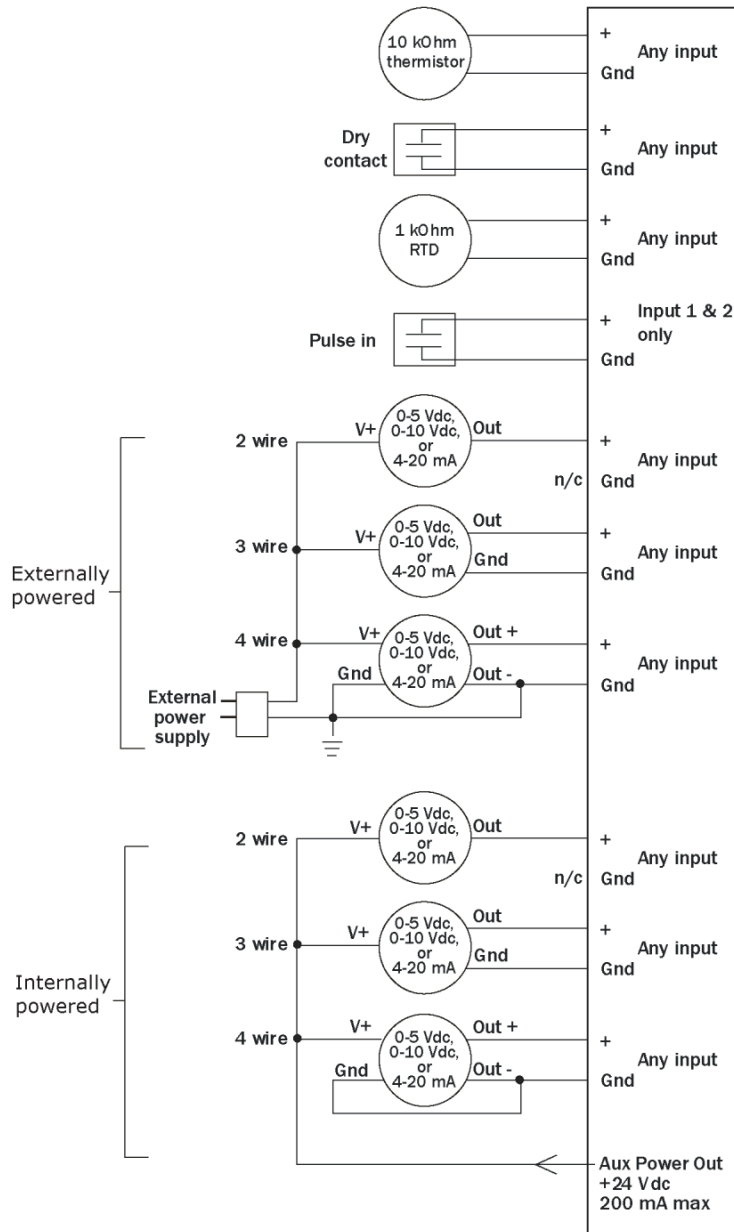 10 kOhm
thermistor
+
Gnd
Any input
Dry
contact
+
Gnd
Any input
1 kOhm
RTD
+
Gnd
Any input
Pulse in
+
Gnd
Input 1 & 2
only
Externally
powered
2 wire
V+
0-5 Vdc,
0-10 Vdc,
or
4-20 mA
Out
n/c
+
Gnd
Any input
3 wire
V+
0-5 Vdc,
0-10 Vdc,
or
4-20 mA
Out
Gnd
+
Gnd
Any input
4 wire
V+
Gnd
0-5 Vdc,
0-10 Vdc,
or
4-20 mA
Out +
Out -
+
Gnd
Any input
External
power
supply
Internally
powered
2 wire
V+
0-5 Vdc,
0-10 Vdc,
or
4-20 mA
Out
n/c
+
Gnd
Any input
3 wire
V+
0-5 Vdc,
0-10 Vdc,
or
4-20 mA
Out
Gnd
+
Gnd
Any input
4 wire
V+
Gnd
0-5 Vdc,
0-10 Vdc,
or
4-20 mA
Out +
Out -
+
Gnd
Any input
Aux Power Out
+24 Vdc
200 mA max